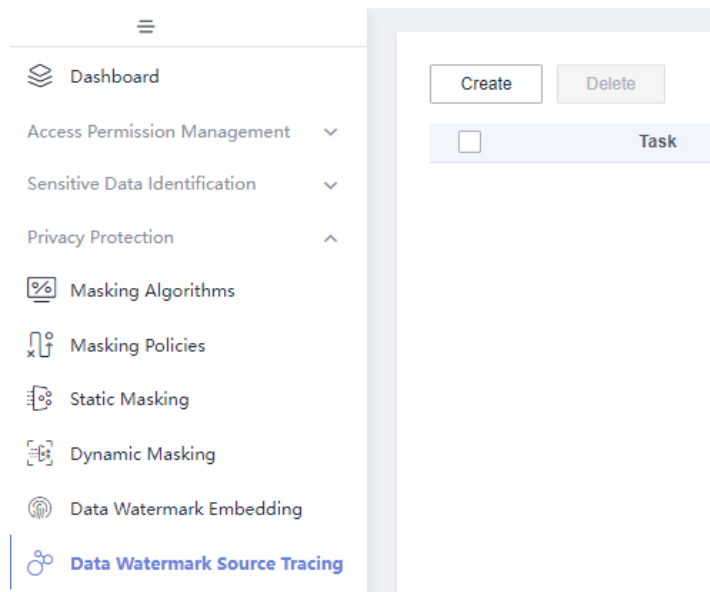 Dashboard
Access Permission Management
Sensitive Data Identification
Privacy Protection
Masking Algorithms
Masking Policies
Static Masking
Dynamic Masking
Data Watermark Embedding
Data Watermark Source Tracing
Create
Delete
Task